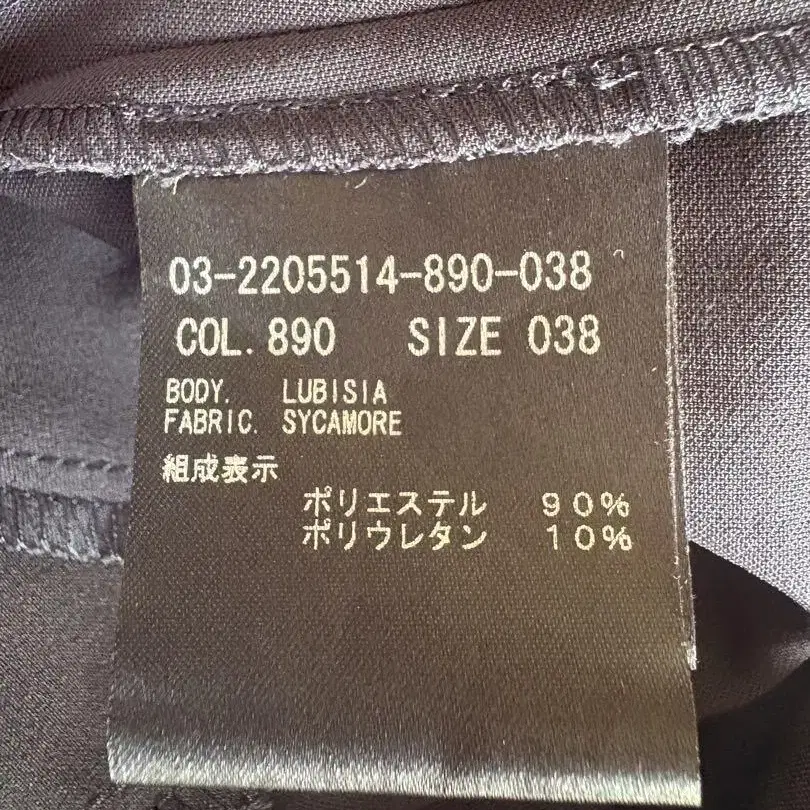 03-2205514-890-038
COL. 890 SIZE 038
BODY. LUBISIA
FABRIC. SYCAMORE
組成表示
ポリエステル 90%
ポリウレタン 10%